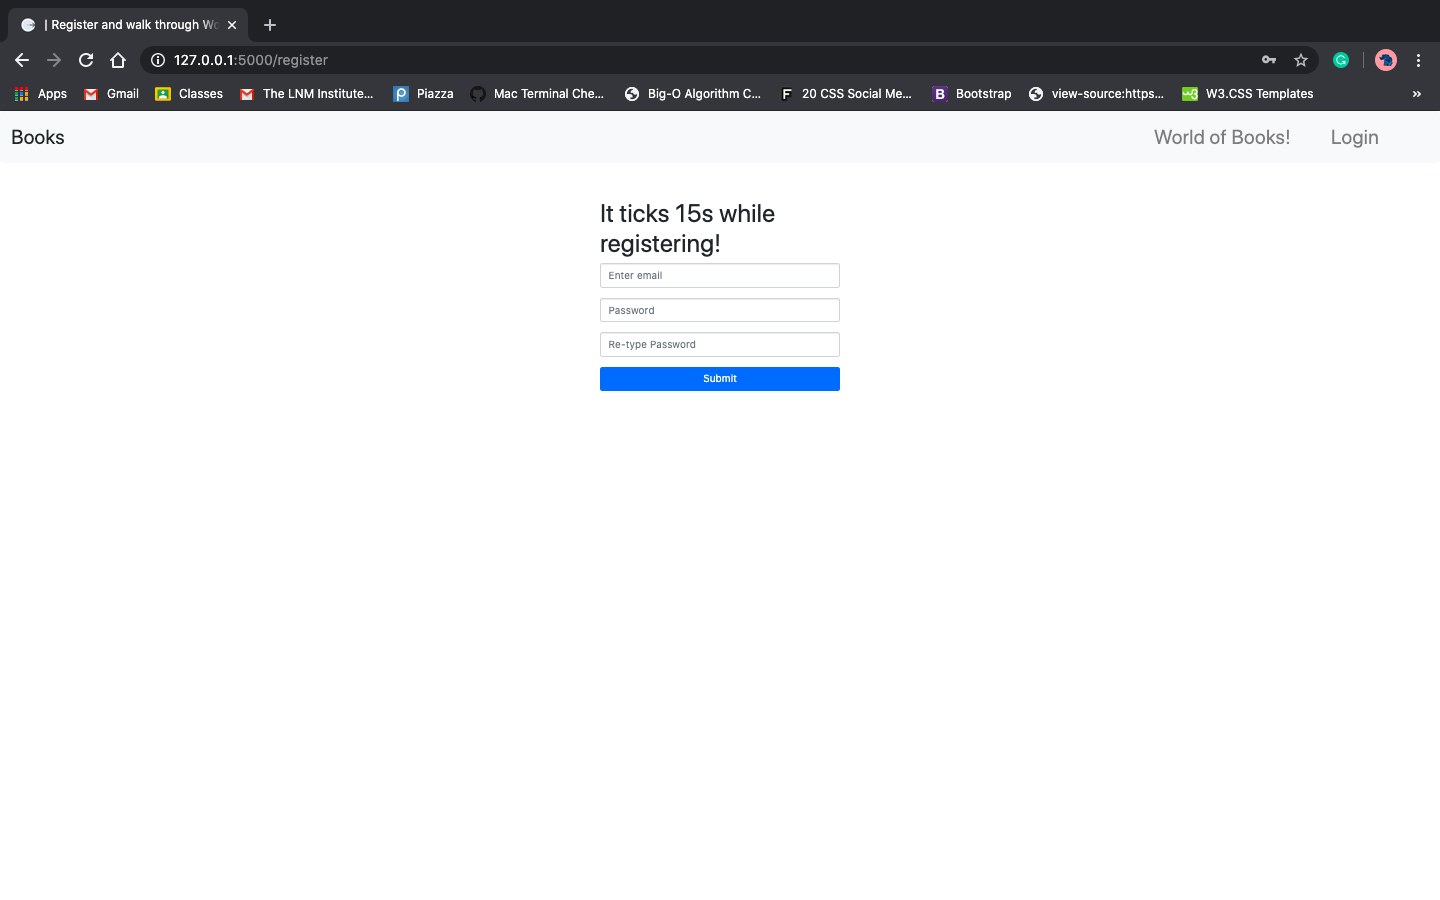 | Register and walk through Wo
127.0.0.1:5000/register
Apps Gmail Classes The LNM Institute... Piazza Mac Terminal Che... Big-O Algorithm C... 20 CSS Social Me... Bootstrap view-source:https... W3.CSS Templates »
Books World of Books! Login
It ticks 15s while
registering!
Enter email
Password
Re-type Password
Submit